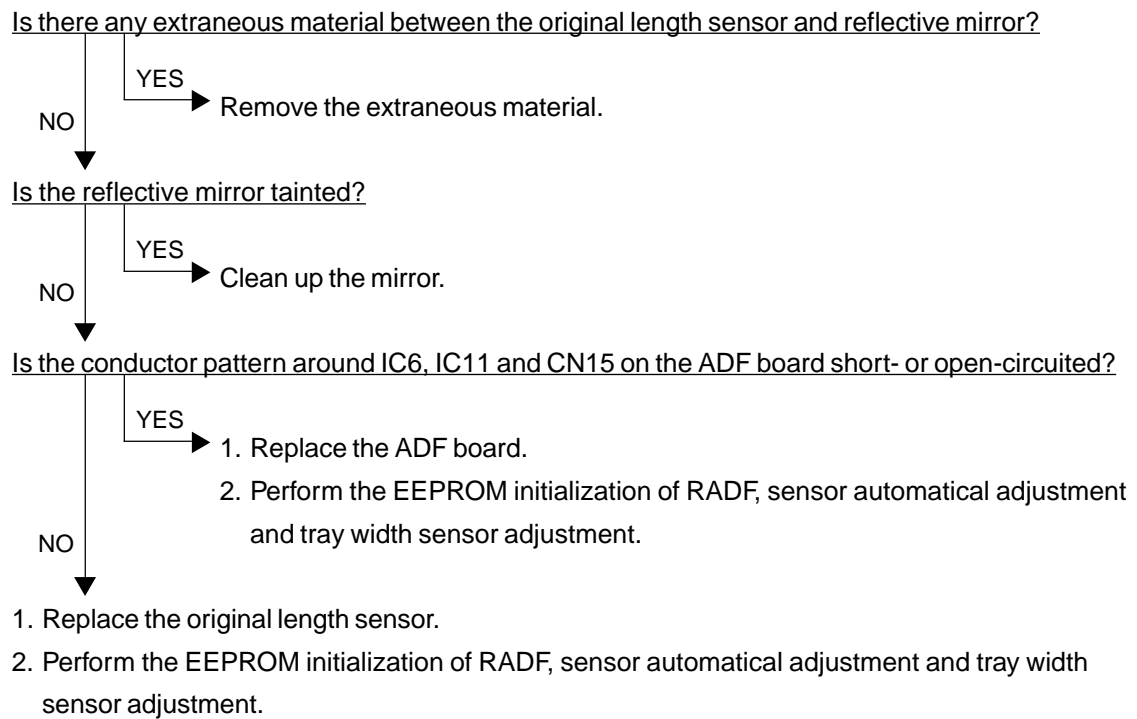 Is there any extraneous material between the original length sensor and reflective mirror?
YES
Remove the extraneous material.
NO
Is the reflective mirror tainted?
YES
Clean up the mirror.
NO
Is the conductor pattern around IC6, IC11 and CN15 on the ADF board short- or open-circuited?
YES
1. Replace the ADF board.
2. Perform the EEPROM initialization of RADF, sensor automatical adjustment
and tray width sensor adjustment.
NO
1. Replace the original length sensor.
2. Perform the EEPROM initialization of RADF, sensor automatical adjustment and tray width
sensor adjustment.